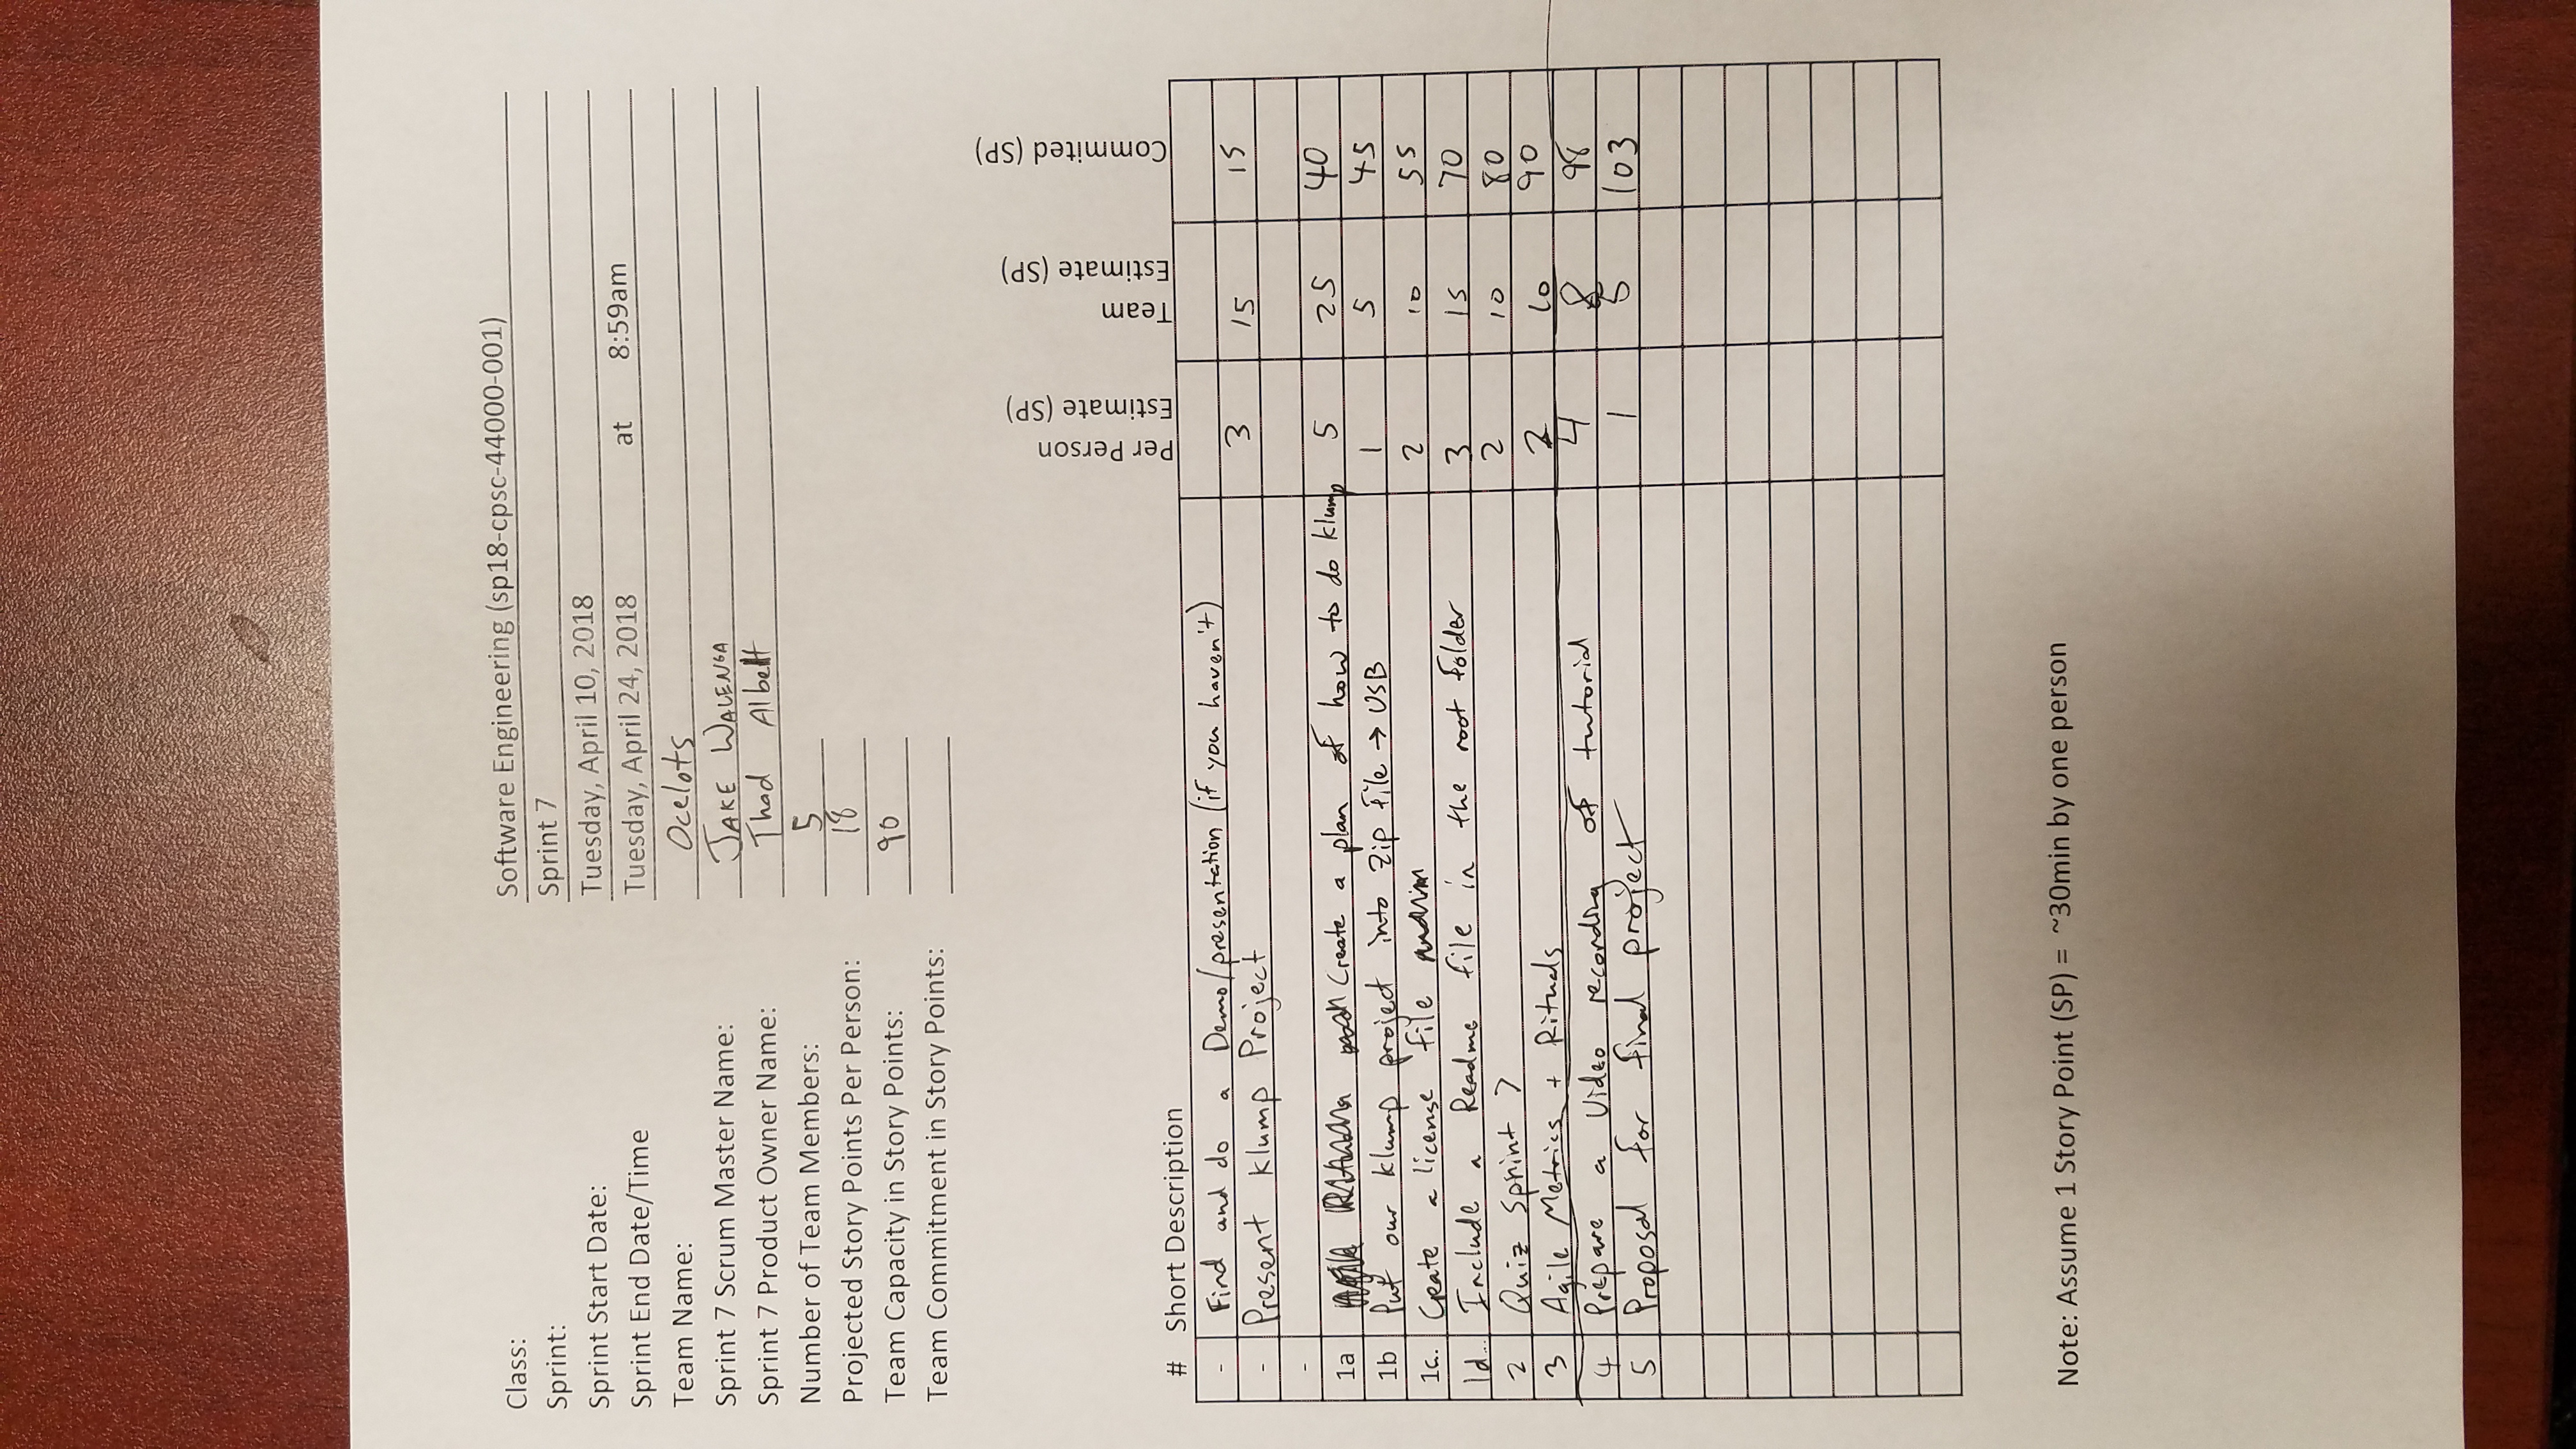 Class: Software Engineering (sp18-cpsc-44000-001)
Sprint: Sprint 7
Sprint Start Date: Tuesday, April 10, 2018
Sprint End Date/Time Tuesday, April 24, 2018 at 8:59am
Team Name: Ocelots
Sprint 7 Scrum Master Name: JAKE WALENGA
Sprint 7 Product Owner Name: Thad
Number of Team Members: 5
Projected Story Points Per Person: 18
Team Capacity in Story Points: 90
Team Commitment in Story Points:
# Short Description Per Person Estimate (SP) Team Estimate (SP) Commited (SP)
- Find and do a Demo/presentation (if you haven't)
- Present Klump Project 3 15 15
-
1a Create a plan of how to do klump 5 25 40
1b Put our klump project into Zip file → USB 1 5 45
1c. Create a license file 2 10 55
1d.. Include a Readme file in the root folder 3 15 70
2 Quiz Sprint 7 2 10 80
3 Agile Metrics + Rituals 2 10 90
4 Prepare a Video recording of tutorial 4 8 98
5 Proposal for final project 1 5 103
Note: Assume 1 Story Point (SP) = ~30min by one person